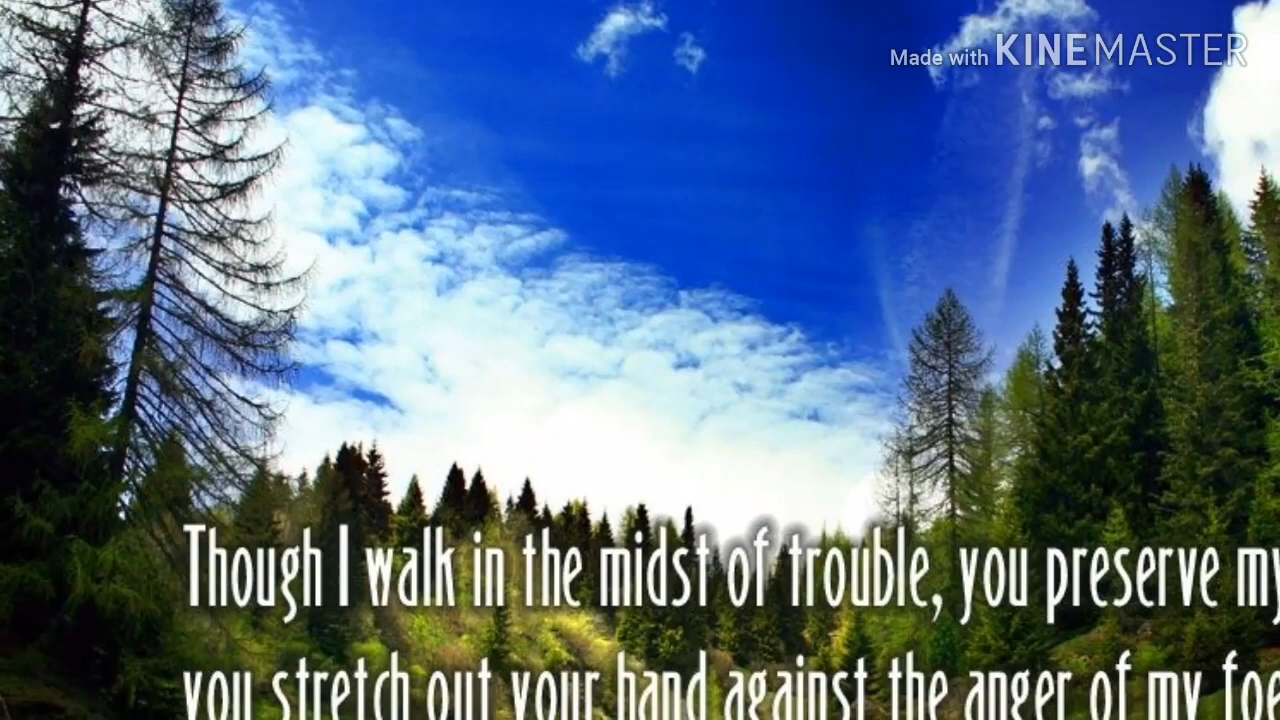 Made with KINEMASTER
Though I walk in the midst of trouble, you preserve my
you stretch out your hand against the anger of my foe